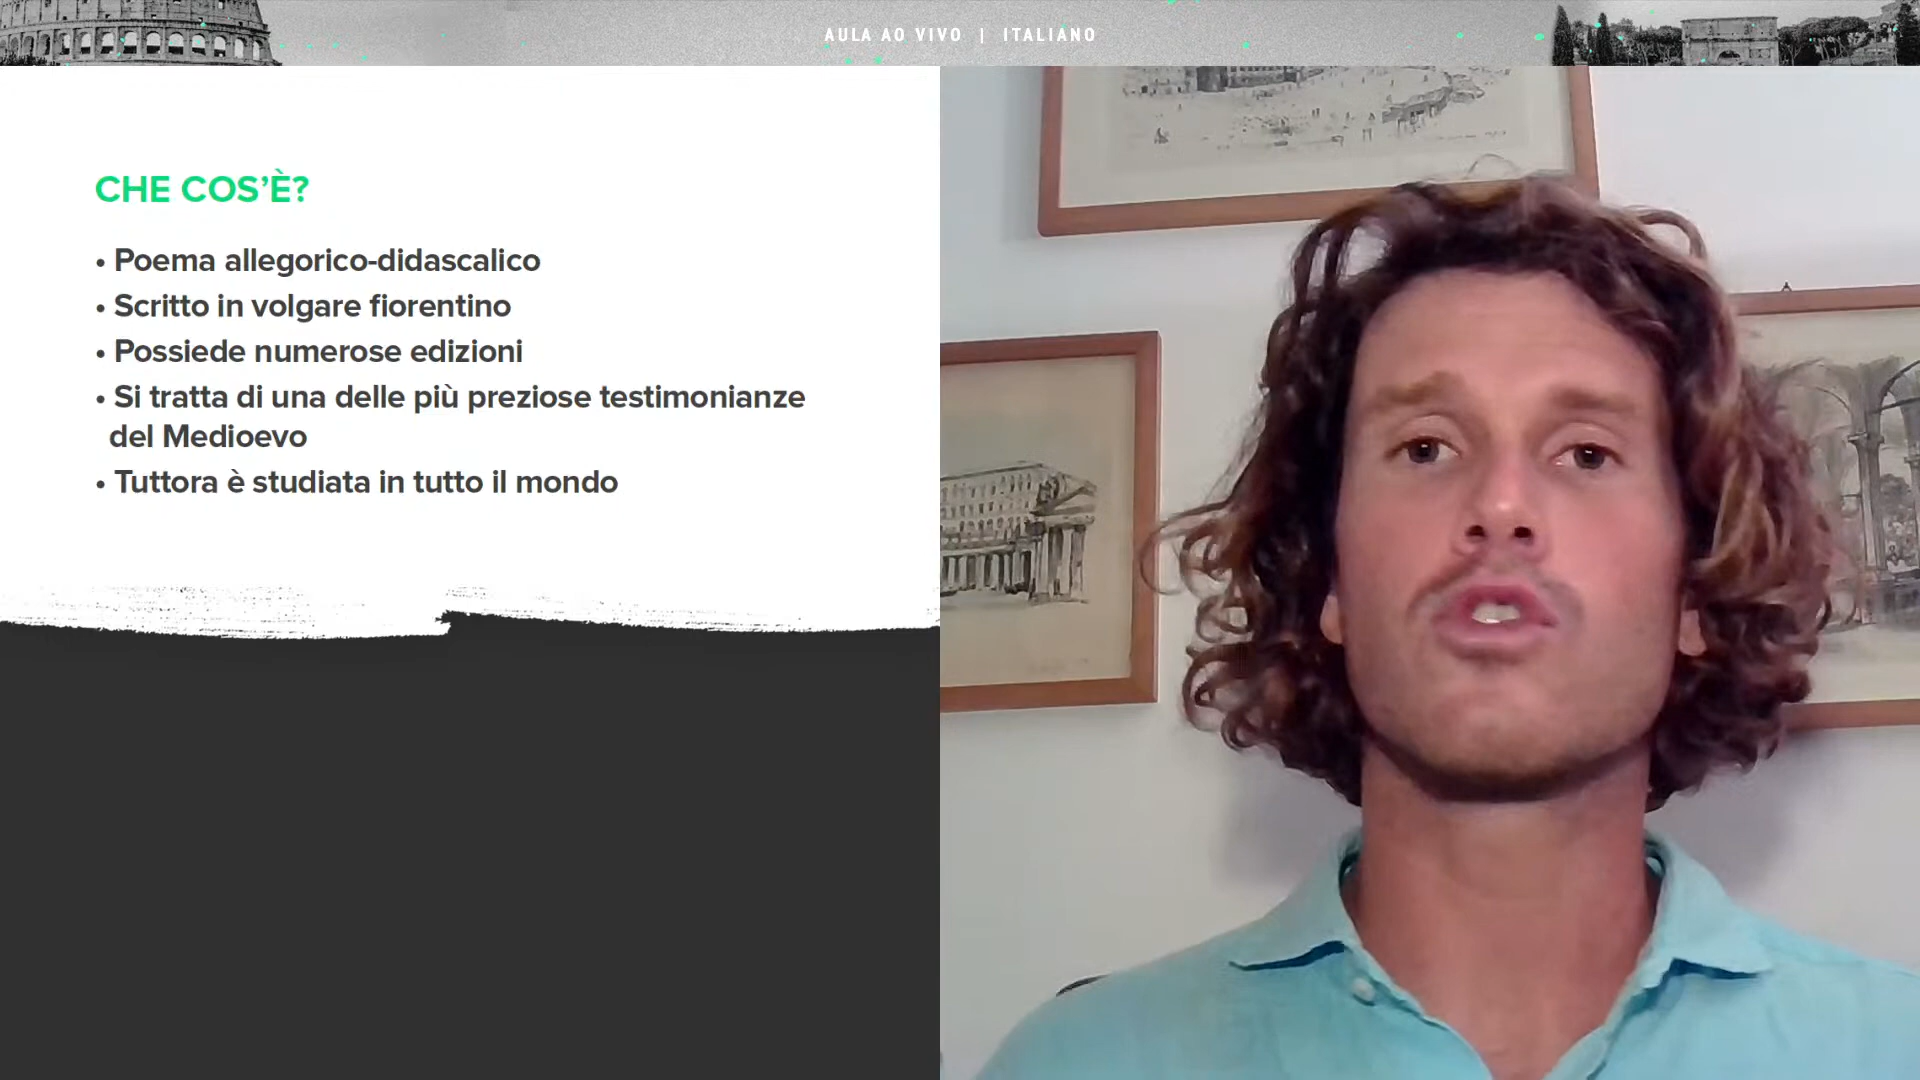 AULA AO VIVO | ITALIANO
CHE COS’È?
• Poema allegorico-didascalico
• Scritto in volgare fiorentino
• Possiede numerose edizioni
• Si tratta di una delle più preziose testimonianze
del Medioevo
• Tuttora è studiata in tutto il mondo